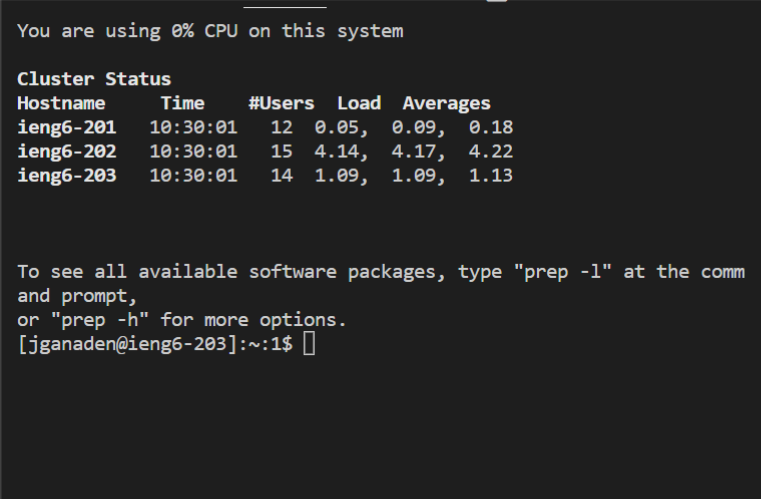 You are using 0% CPU on this system
Cluster Status
Hostname Time #Users Load Averages
ieng6-201 10:30:01 12 0.05, 0.09, 0.18
ieng6-202 10:30:01 15 4.14, 4.17, 4.22
ieng6-203 10:30:01 14 1.09, 1.09, 1.13
To see all available software packages, type "prep -l" at the comm
and prompt,
or "prep -h" for more options.
[jganaden@ieng6-203]:~:1$